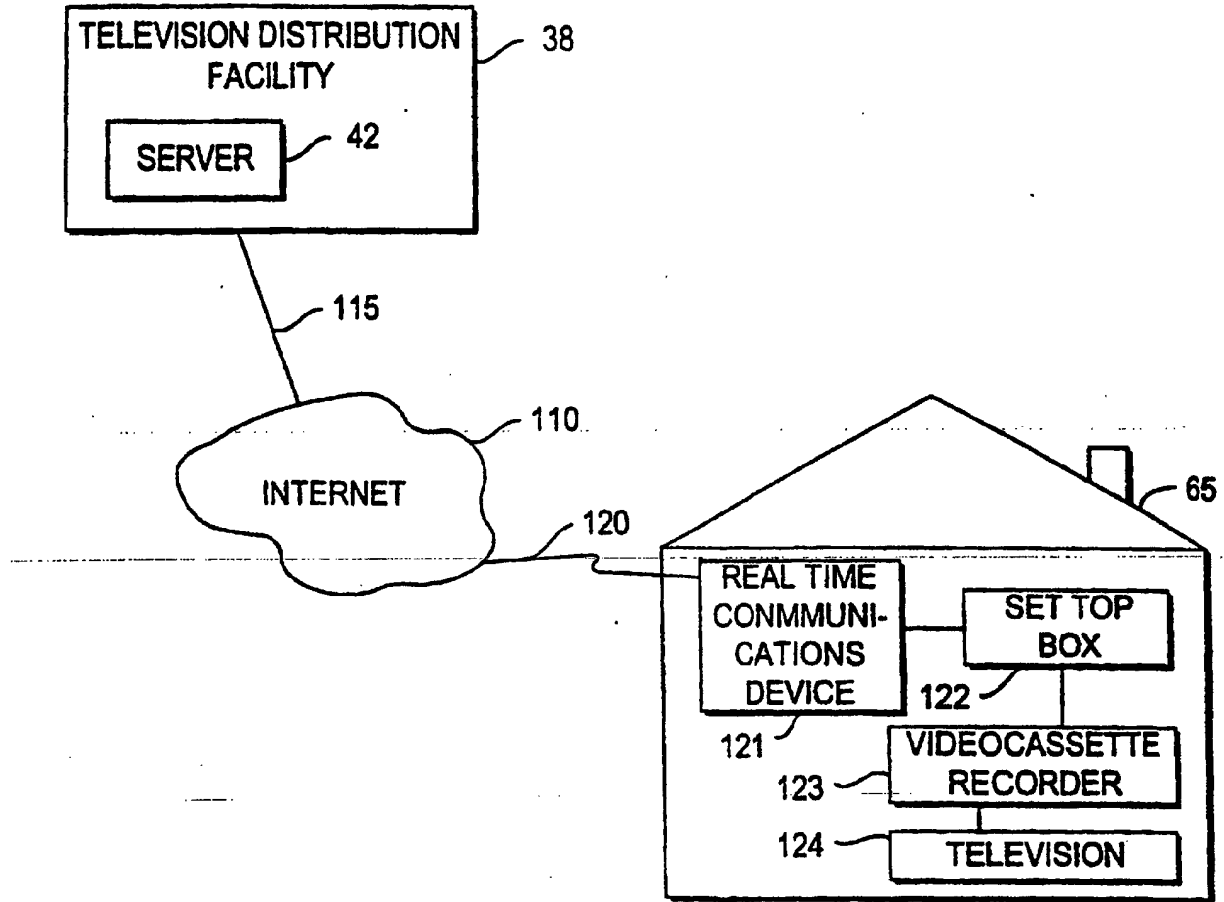 TELEVISION DISTRIBUTION
FACILITY
38
SERVER
42
115
110
INTERNET
120
65
REAL TIME
CONMMUNI-
CATIONS
DEVICE
121
SET TOP
BOX
122
VIDEOCASSETTE
RECORDER
123
124
TELEVISION